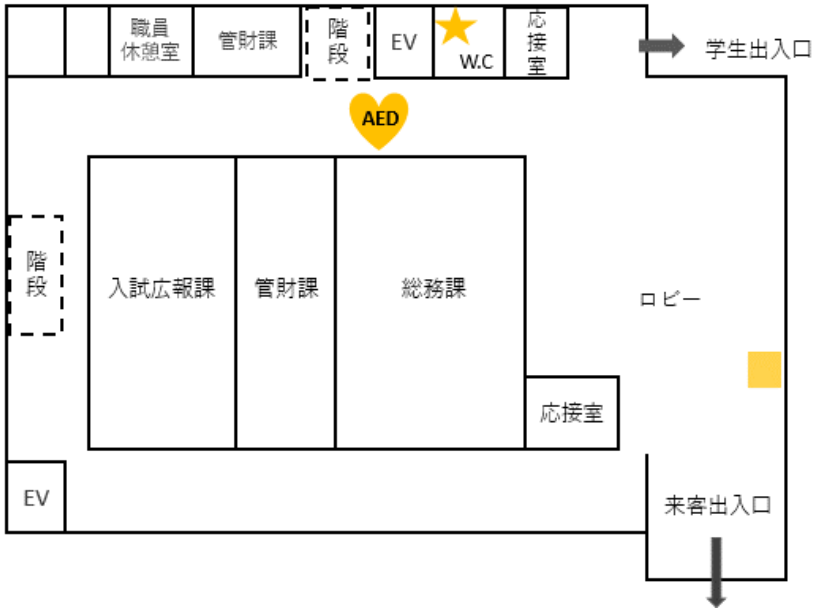 職員
休憩室
管財課
階
段
EV
W.C
応
接
室
学生出入口
AED
階
段
入試広報課
管財課
総務課
ロビー
応接室
EV
来客出入口